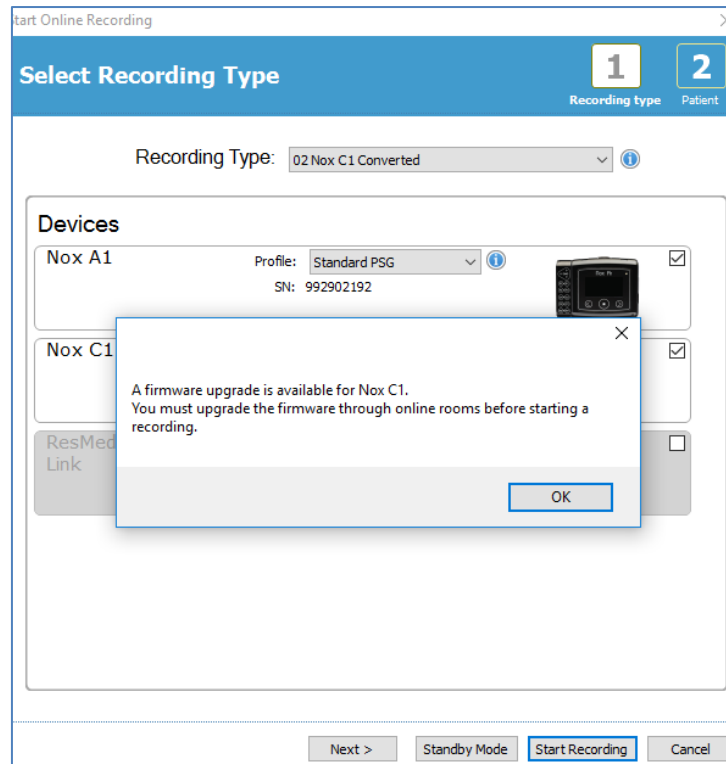 tart Online Recording
Select Recording Type
1
Recording type
2
Patient
Recording Type:
02 Nox C1 Converted
Devices
Nox A1
Profile:
Standard PSG
SN: 992902192
Nox C1
A firmware upgrade is available for Nox C1.
You must upgrade the firmware through online rooms before starting a
recording.
OK
ResMed
Link
Next >
Standby Mode
Start Recording
Cancel